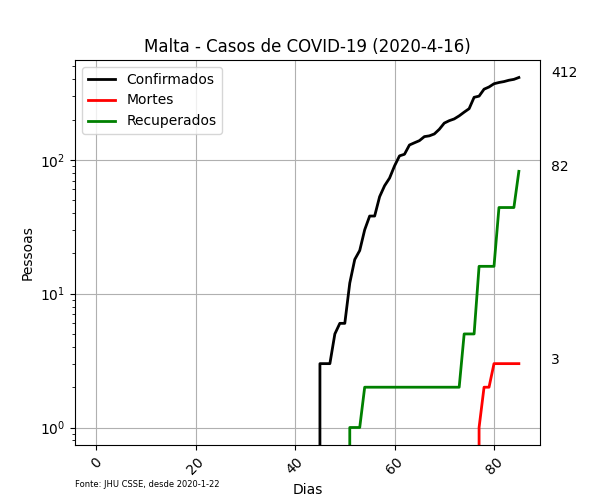 Malta - Casos de COVID-19 (2020-4-16)
Confirmados
Mortes
Recuperados
412
82
3
10²
10¹
10⁰
Pessoas
0
20
40
60
80
Dias
Fonte: JHU CSSE, desde 2020-1-22